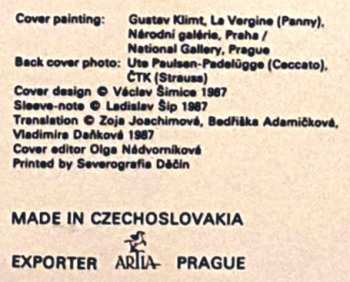 Cover painting: Gustav Klimt, La Vergine (Panny),
Národní galérie, Praha /
National Gallery, Prague
Back cover photo: Ute Paulsen-Padelügge (Ceccato),
ČTK (Strauss)
Cover design © Václav Šimice 1987
Sleeve-note © Ladislav Šíp 1987
Translation © Zoja Joachimová, Bedřiška Adamičková,
Vladimíra Daňková 1987
Cover editor Olga Nádvorníková
Printed by Severografia Děčín
MADE IN CZECHOSLOVAKIA
EXPORTER ARTIA PRAGUE